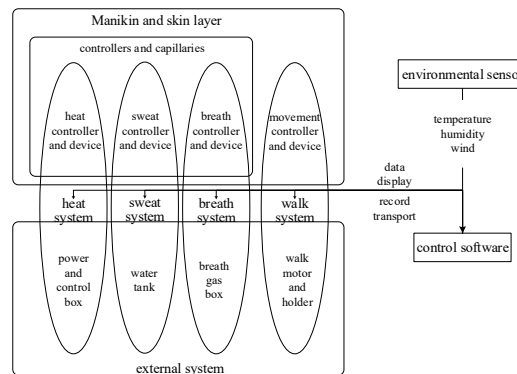 Manikin and skin layer
controllers and capillaries
heat
controller
and device
sweat
controller
and device
breath
controller
and device
movement
controller
and device
environmental senso
temperature
humidity
wind
data
display
record
transport
heat
system
sweat
system
breath
system
walk
system
control software
power
and
control
box
water
tank
breath
gas
box
walk
motor
and
holder
external system